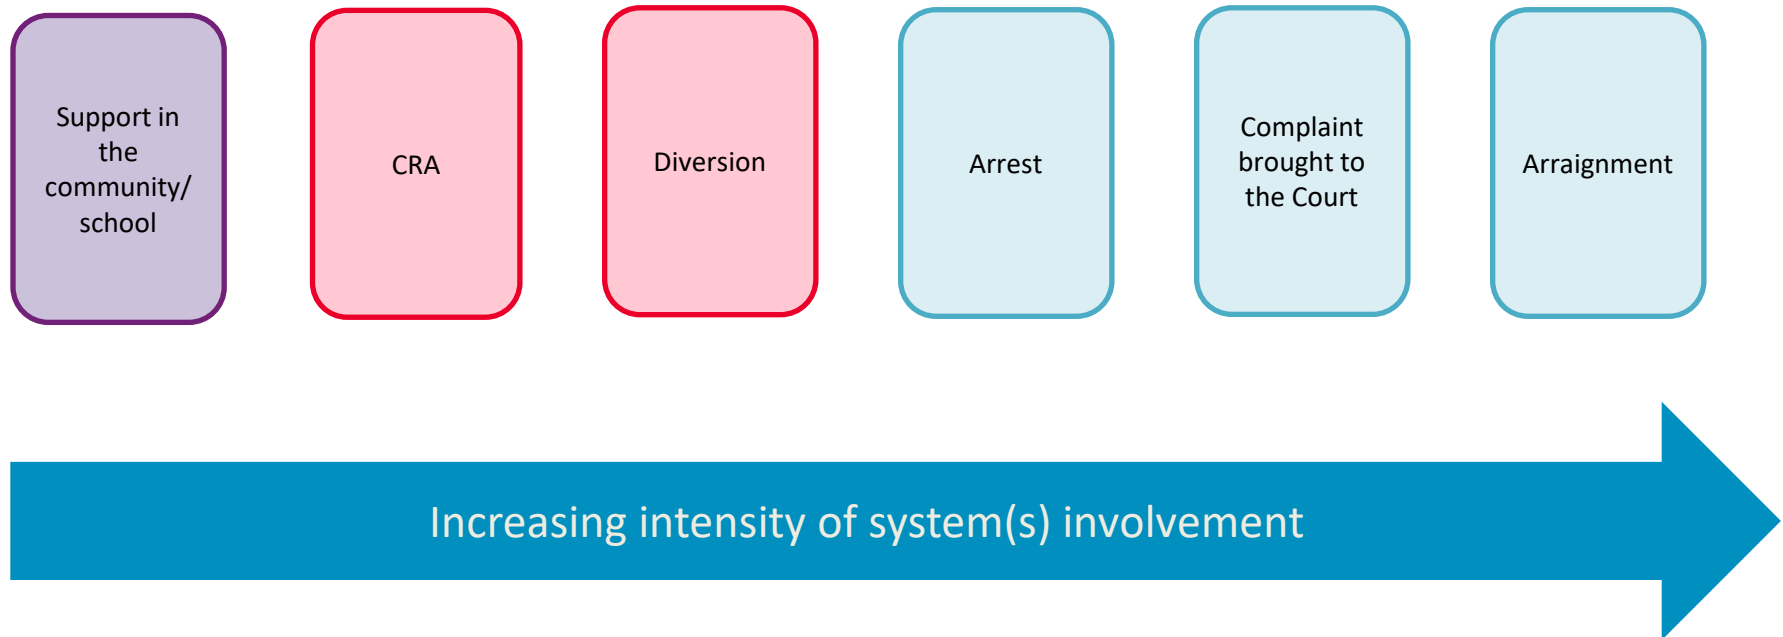 Support in
the
community/
school
CRA
Diversion
Arrest
Complaint
brought to
the Court
Arraignment
Increasing intensity of system(s) involvement